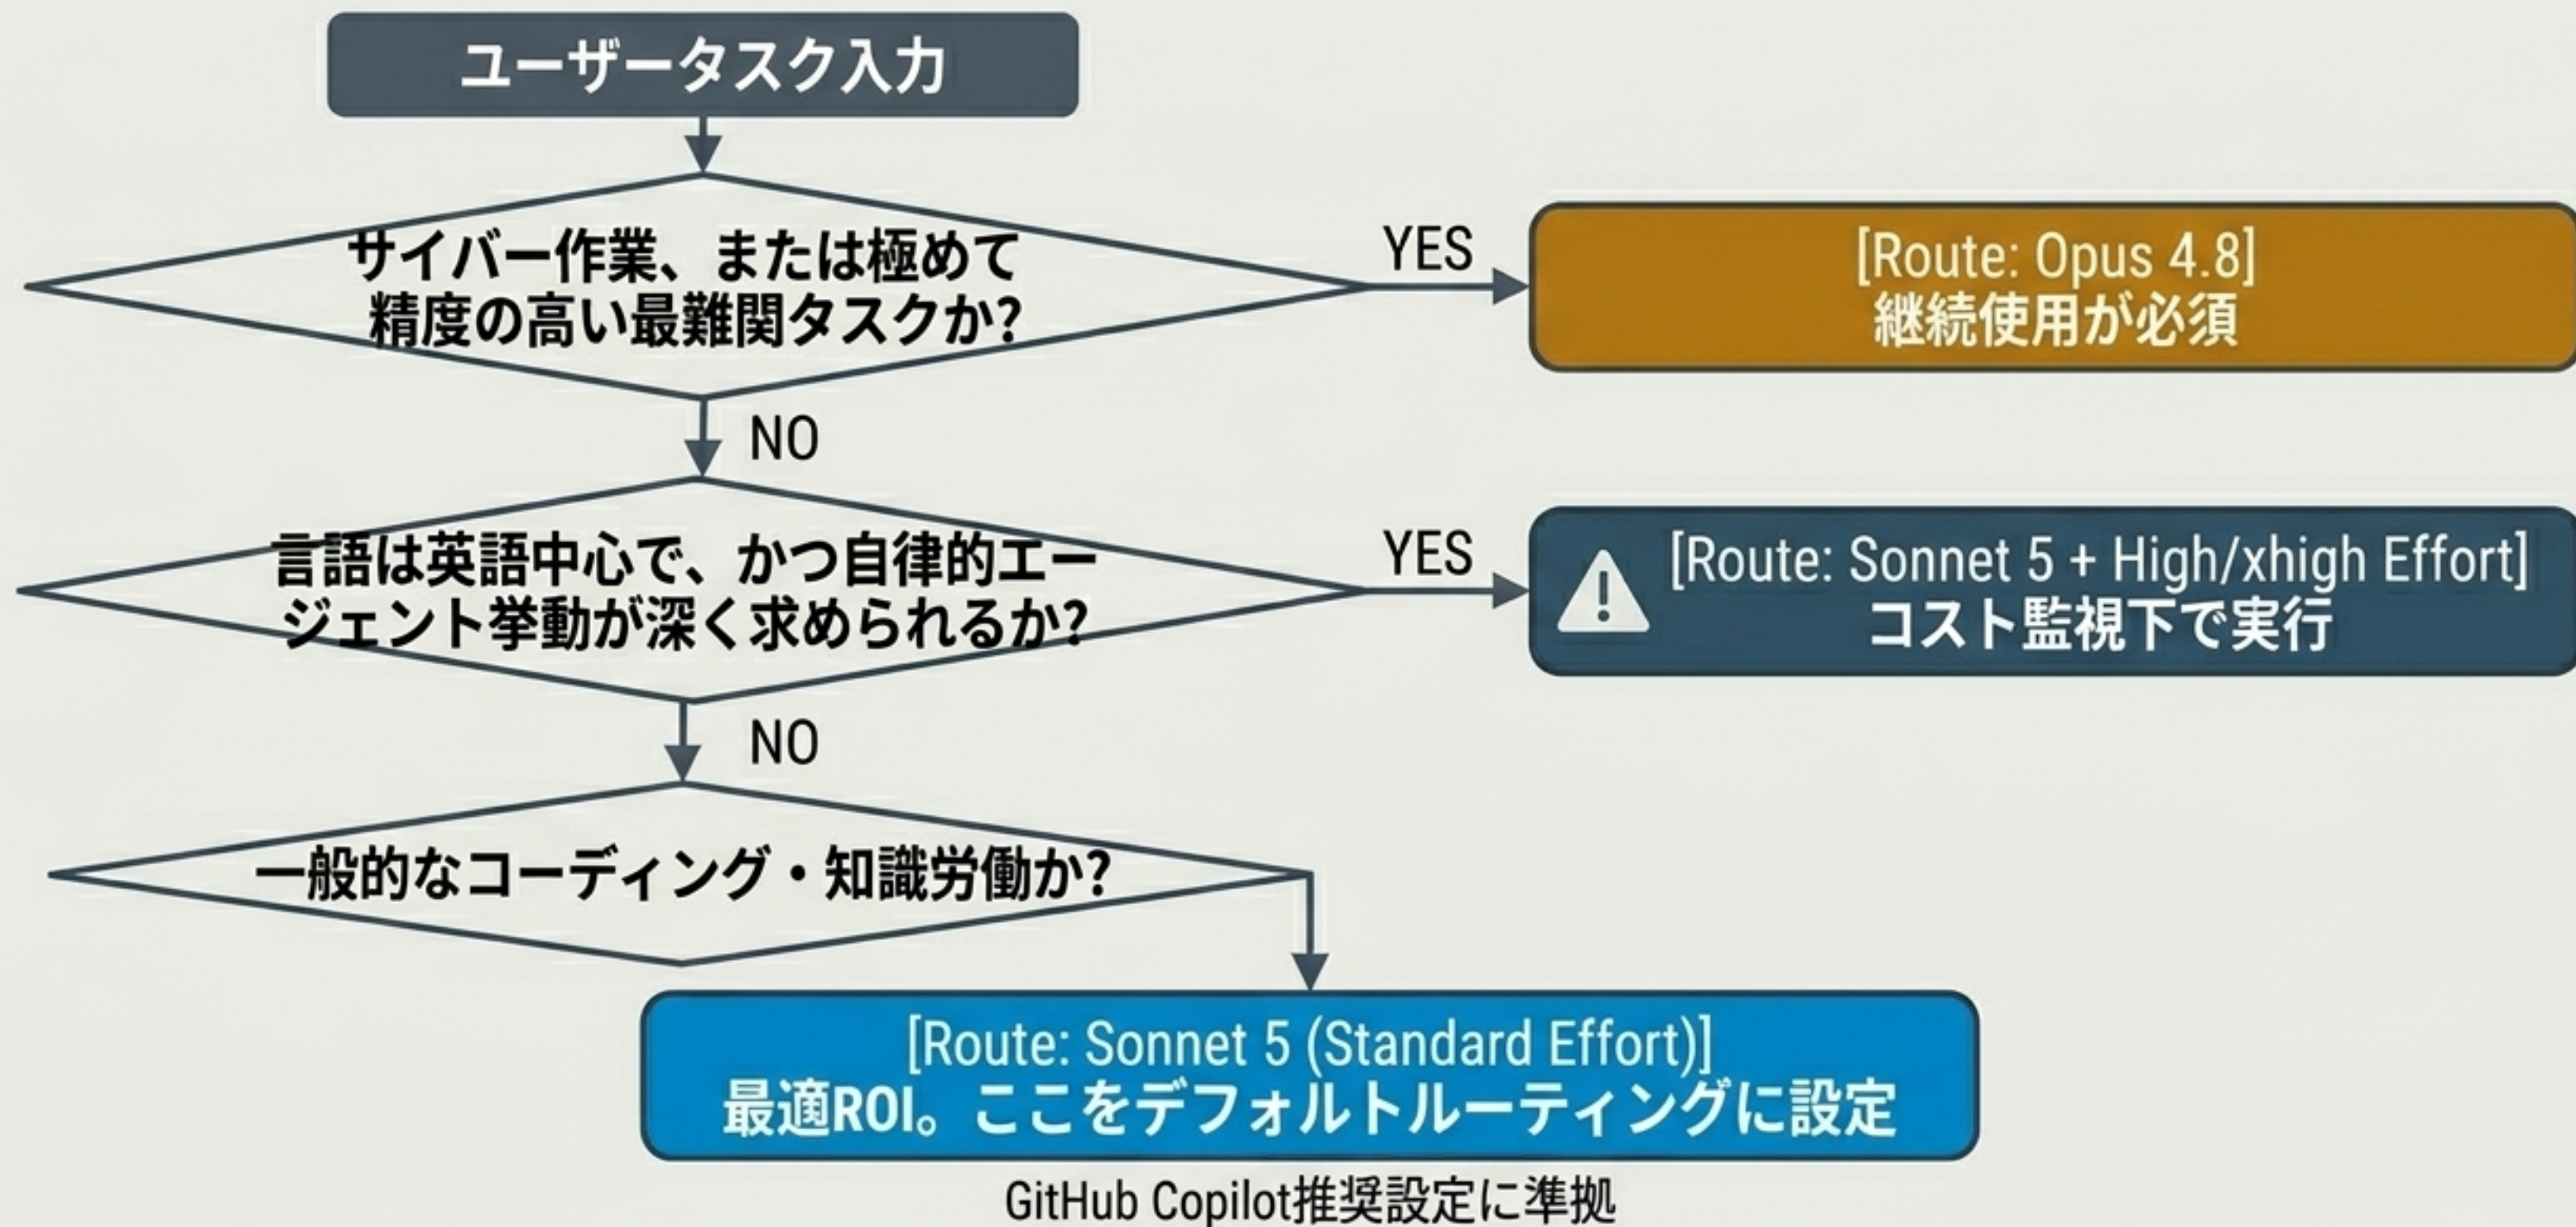 ユーザータスク入力
サイバー作業、または極めて
精度の高い最難関タスクか?
YES
[Route: Opus 4.8]
継続使用が必須
NO
言語は英語中心で、かつ自律的エー
ジェント挙動が深く求められるか?
YES
[Route: Sonnet 5 + High/xhigh Effort]
コスト監視下で実行
NO
一般的なコーディング・知識労働か?
[Route: Sonnet 5 (Standard Effort)]
最適ROI。ここをデフォルトルーティングに設定
GitHub Copilot推奨設定に準拠